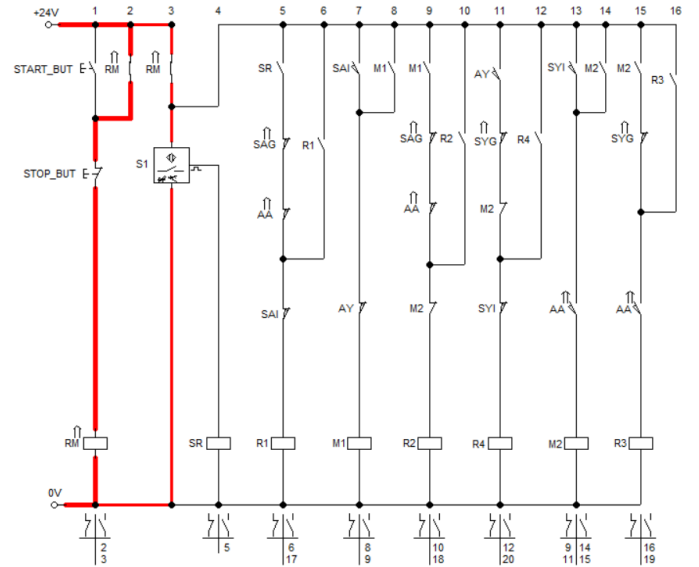 1 2 3 4 5 6 7 8 9 10 11 12 13 14 15 16
+24V
START_BUT RM RM SR SAI M1 M1 AY SYI M2 M2 R3
S1 SAG R1 SAG R2 SYG R4 SYG
STOP_BUT
AA AA M2
SAI AY M2 SYI AA AA
RM SR R1 M1 R2 R4 M2 R3
0V
2 5 6 8 10 12 9 14 16
3 17 9 18 20 11 15 19